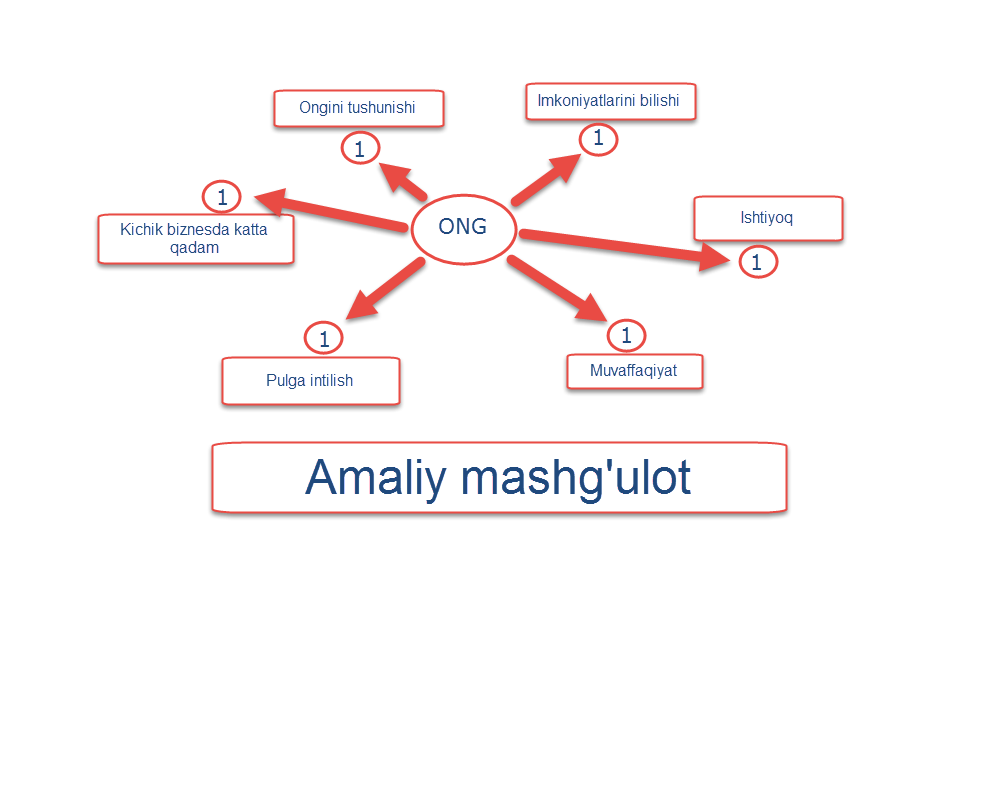 Ongini tushunishi
1
Imkoniyatlarini bilishi
1
1
Kichik biznesda katta
qadam
ONG
Ishtiyoq
1
1
Pulga intilish
1
Muvaffaqiyat
Amaliy mashg'ulot